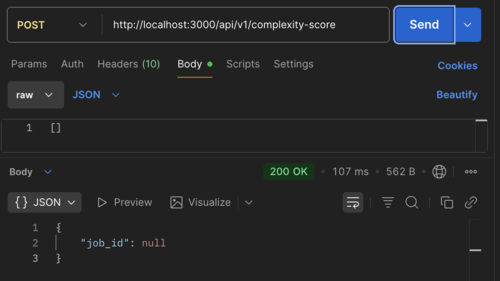 POST http://localhost:3000/api/v1/complexity-score Send
Params Auth Headers (10) Body Scripts Settings Cookies
raw JSON Beautify
1 []
Body 200 OK • 107 ms • 562 B
{} JSON Preview Visualize
1 {
2 "job_id": null
3 }